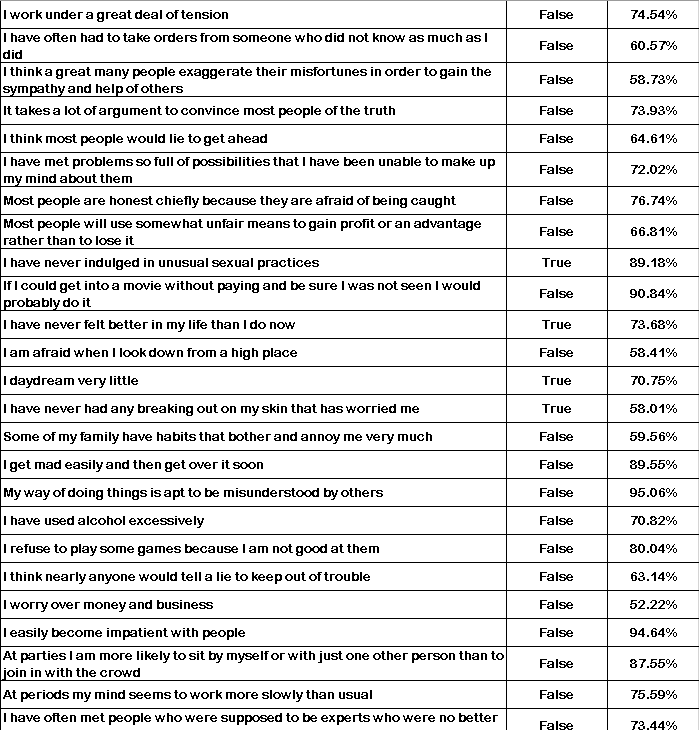 I work under a great deal of tension False 74.54%
I have often had to take orders from someone who did not know as much as I
did False 60.57%
I think a great many people exaggerate their misfortunes in order to gain the
sympathy and help of others False 58.73%
It takes a lot of argument to convince most people of the truth False 73.93%
I think most people would lie to get ahead False 64.61%
I have met problems so full of possibilities that I have been unable to make up
my mind about them False 72.02%
Most people are honest chiefly because they are afraid of being caught False 76.74%
Most people will use somewhat unfair means to gain profit or an advantage
rather than to lose it False 66.81%
I have never indulged in unusual sexual practices True 89.18%
If I could get into a movie without paying and be sure I was not seen I would
probably do it False 90.84%
I have never felt better in my life than I do now True 73.68%
I am afraid when I look down from a high place False 58.41%
I daydream very little True 70.75%
I have never had any breaking out on my skin that has worried me True 58.01%
Some of my family have habits that bother and annoy me very much False 59.56%
I get mad easily and then get over it soon False 89.55%
My way of doing things is apt to be misunderstood by others False 95.06%
I have used alcohol excessively False 70.82%
I refuse to play some games because I am not good at them False 80.04%
I think nearly anyone would tell a lie to keep out of trouble False 63.14%
I worry over money and business False 52.22%
I easily become impatient with people False 94.64%
At parties I am more likely to sit by myself or with just one other person than to
join in with the crowd False 87.55%
At periods my mind seems to work more slowly than usual False 75.59%
I have often met people who were supposed to be experts who were no better
False 73.44%